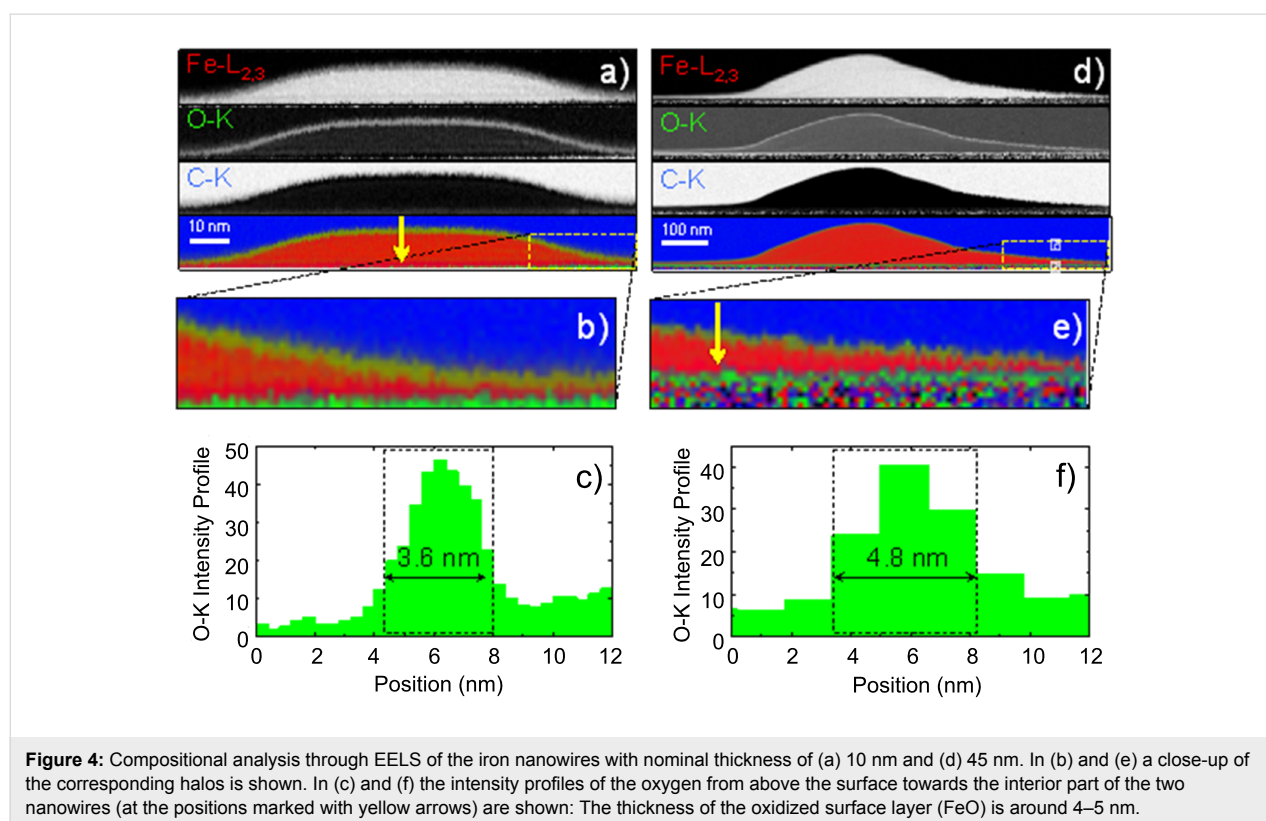 Fe-L2,3
a)
O-K
C-K
10 nm
b)
Fe-L2,3
d)
O-K
C-K
100 nm
e)
50
40
30
20
10
0
O-K Intensity Profile
c)
3.6 nm
0 2 4 6 8 10 12
Position (nm)
40
30
20
10
0
O-K Intensity Profile
f)
4.8 nm
0 2 4 6 8 10 12
Position (nm)
Figure 4: Compositional analysis through EELS of the iron nanowires with nominal thickness of (a) 10 nm and (d) 45 nm. In (b) and (e) a close-up of
the corresponding halos is shown. In (c) and (f) the intensity profiles of the oxygen from above the surface towards the interior part of the two
nanowires (at the positions marked with yellow arrows) are shown: The thickness of the oxidized surface layer (FeO) is around 4–5 nm.